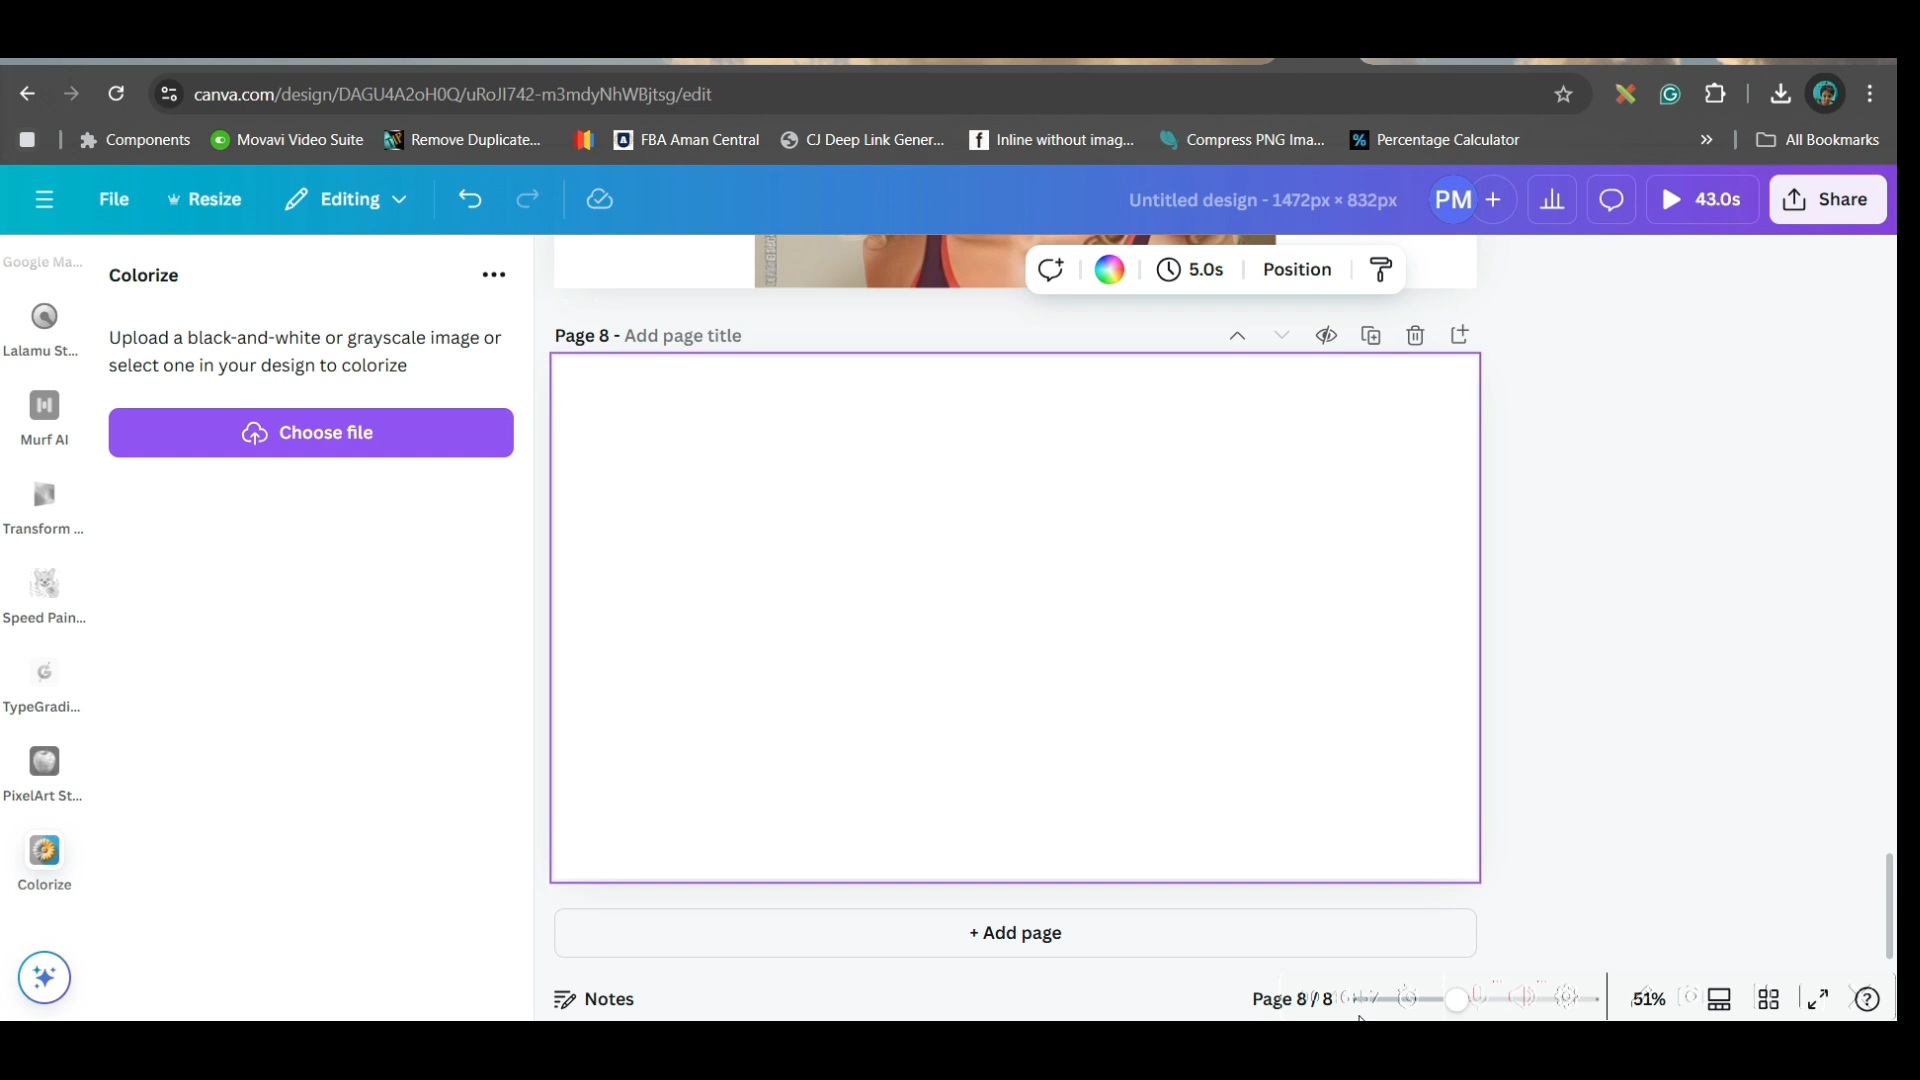 canva.com/design/DAGU4A2oH0Q/uRoJI742-m3mdyNhWBjtsg/edit
Components Movavi Video Suite Remove Duplicate... FBA Aman Central CJ Deep Link Gener... Inline without imag... Compress PNG Ima... Percentage Calculator » All Bookmarks
File Resize Editing Untitled design - 1472px × 832px PM + 43.0s Share
Google Ma...
Colorize
5.0s Position
Upload a black-and-white or grayscale image or
select one in your design to colorize
Choose file
Lalamu St...
Murf AI
Transform ...
Speed Pain...
TypeGradi...
PixelArt St...
Colorize
Page 8 - Add page title
+ Add page
Notes
Page 8 / 8
51%